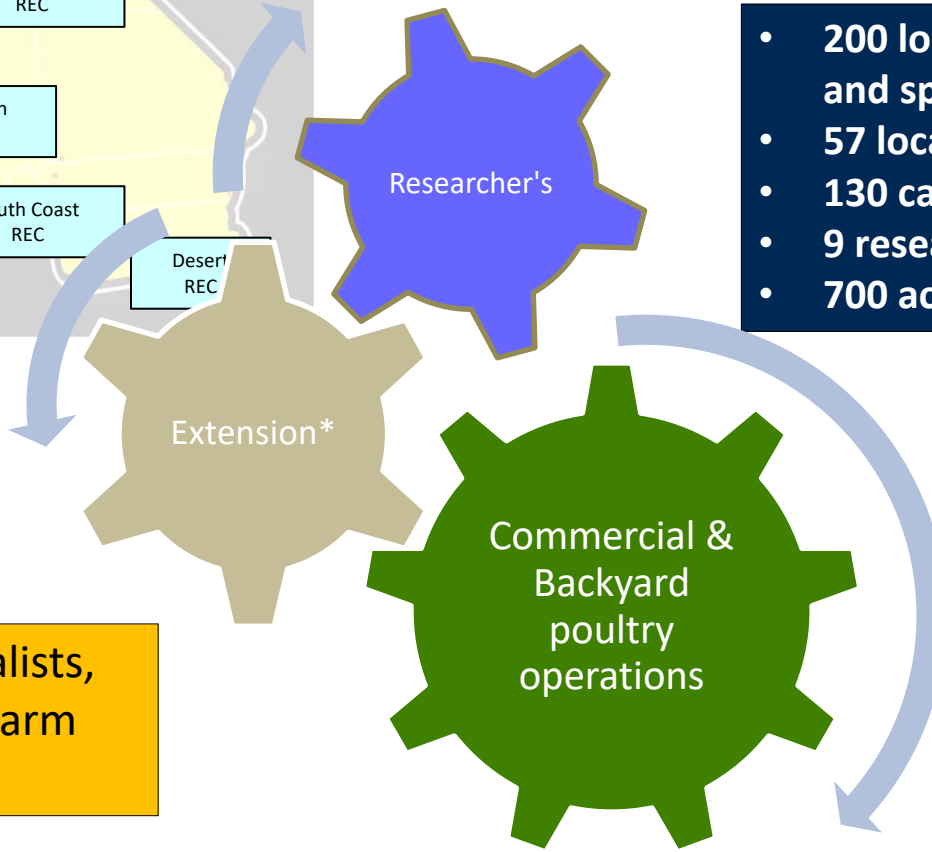 REC
uth Coast
REC
Desert
REC
Researcher's
• 200 lo
and sp
• 57 loca
• 130 ca
• 9 resea
• 700 ac
Extension*
Commercial &
Backyard
poultry
operations
alists,
arm